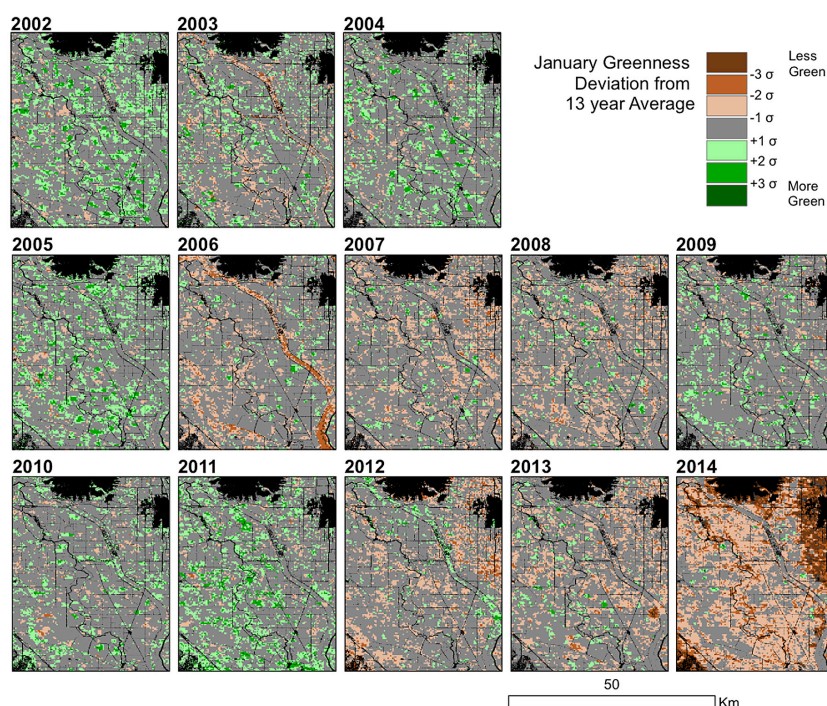 2002
2003
2004
January Greenness
Deviation from
13 year Average
Less
Green
-3 σ
-2 σ
-1 σ
+1 σ
+2 σ
+3 σ
More
Green
2005
2006
2007
2008
2009
2010
2011
2012
2013
2014
50
Km